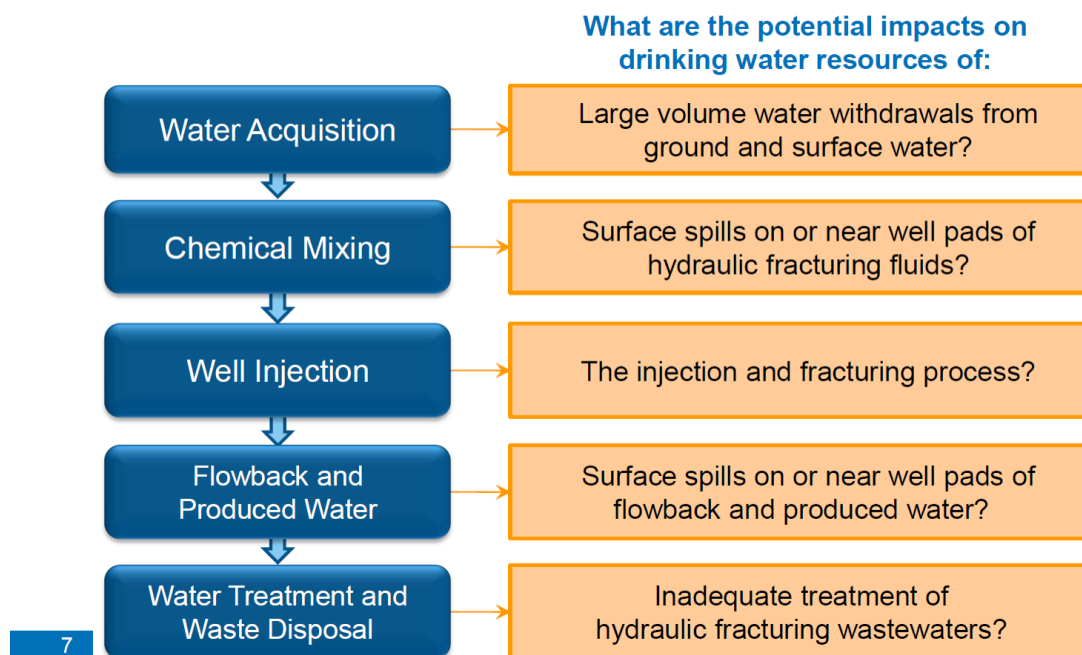 What are the potential impacts on
drinking water resources of:
Water Acquisition
Large volume water withdrawals from
ground and surface water?
Chemical Mixing
Surface spills on or near well pads of
hydraulic fracturing fluids?
Well Injection
The injection and fracturing process?
Flowback and
Produced Water
Surface spills on or near well pads of
flowback and produced water?
Water Treatment and
Waste Disposal
Inadequate treatment of
hydraulic fracturing wastewaters?
7